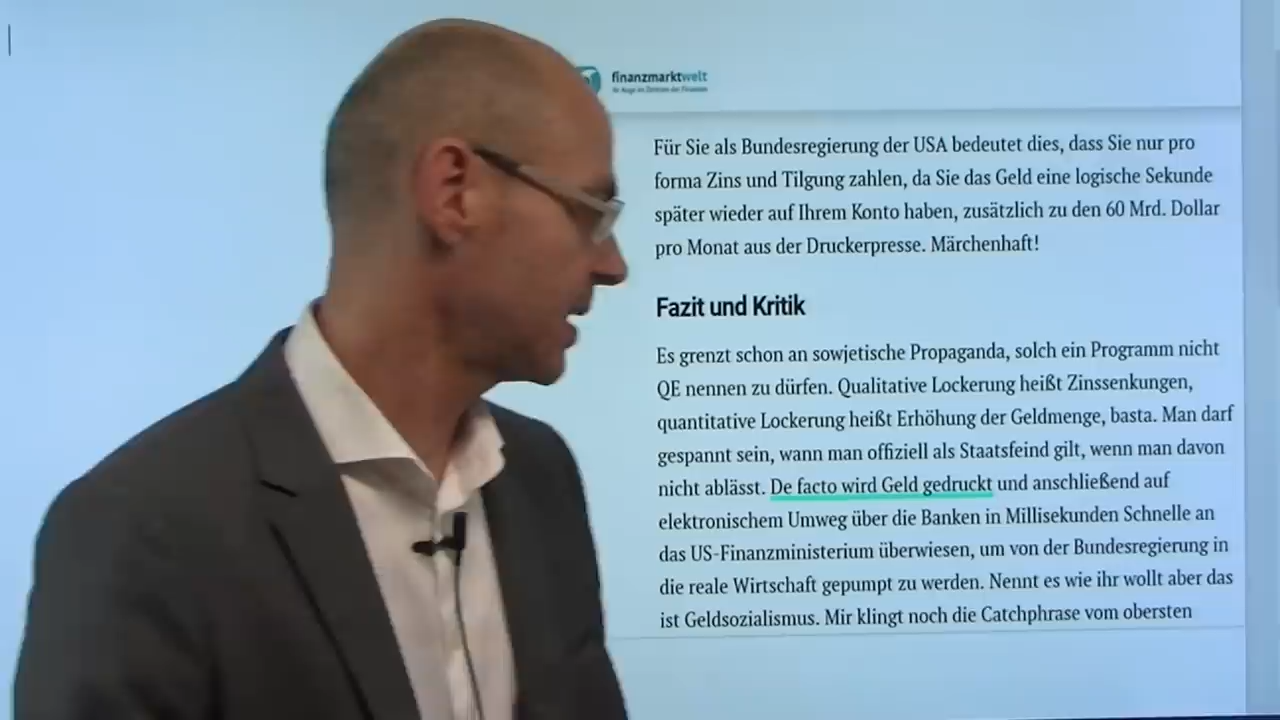 finanzmarktwelt
Ihr Auge im Zentrum der Finanzen
Für Sie als Bundesregierung der USA bedeutet dies, dass Sie nur pro
forma Zins und Tilgung zahlen, da Sie das Geld eine logische Sekunde
später wieder auf Ihrem Konto haben, zusätzlich zu den 60 Mrd. Dollar
pro Monat aus der Druckerpresse. Märchenhaft!
Fazit und Kritik
Es grenzt schon an sowjetische Propaganda, solch ein Programm nicht
QE nennen zu dürfen. Qualitative Lockerung heißt Zinssenkungen,
quantitative Lockerung heißt Erhöhung der Geldmenge, basta. Man darf
gespannt sein, wann man offiziell als Staatsfeind gilt, wenn man davon
nicht ablässt. De facto wird Geld gedruckt und anschließend auf
elektronischem Umweg über die Banken in Millisekunden Schnelle an
das US-Finanzministerium überwiesen, um von der Bundesregierung in
die reale Wirtschaft gepumpt zu werden. Nennt es wie ihr wollt aber das
ist Geldsozialismus. Mir klingt noch die Catchphrase vom obersten